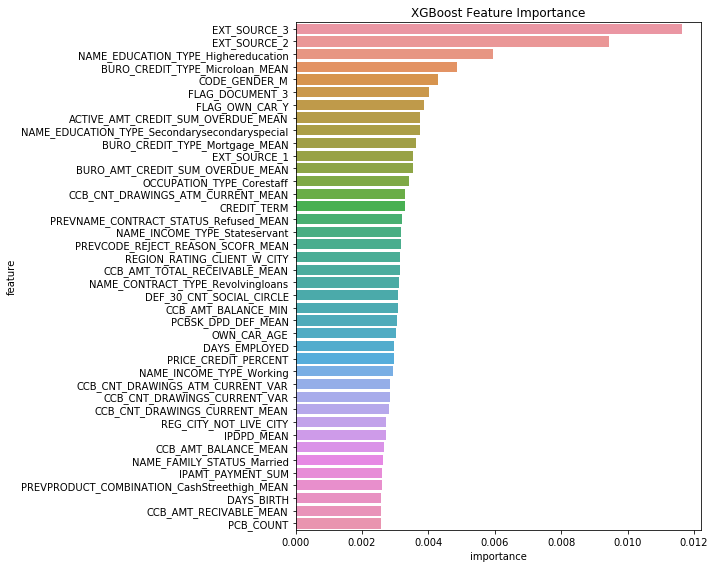 XGBoost Feature Importance
EXT_SOURCE_3
EXT_SOURCE_2
NAME_EDUCATION_TYPE_Highereducation
BURO_CREDIT_TYPE_Microloan_MEAN
CODE_GENDER_M
FLAG_DOCUMENT_3
FLAG_OWN_CAR_Y
ACTIVE_AMT_CREDIT_SUM_OVERDUE_MEAN
NAME_EDUCATION_TYPE_Secondarysecondaryspecial
BURO_CREDIT_TYPE_Mortgage_MEAN
EXT_SOURCE_1
BURO_AMT_CREDIT_SUM_OVERDUE_MEAN
OCCUPATION_TYPE_Corestaff
CCB_CNT_DRAWINGS_ATM_CURRENT_MEAN
CREDIT_TERM
PREVNAME_CONTRACT_STATUS_Refused_MEAN
NAME_INCOME_TYPE_Stateservant
PREVCODE_REJECT_REASON_SCOFR_MEAN
REGION_RATING_CLIENT_W_CITY
CCB_AMT_TOTAL_RECEIVABLE_MEAN
NAME_CONTRACT_TYPE_Revolvingloans
DEF_30_CNT_SOCIAL_CIRCLE
CCB_AMT_BALANCE_MIN
PCBSK_DPD_DEF_MEAN
OWN_CAR_AGE
DAYS_EMPLOYED
PRICE_CREDIT_PERCENT
NAME_INCOME_TYPE_Working
CCB_CNT_DRAWINGS_ATM_CURRENT_VAR
CCB_CNT_DRAWINGS_CURRENT_VAR
CCB_CNT_DRAWINGS_CURRENT_MEAN
REG_CITY_NOT_LIVE_CITY
IPDPD_MEAN
CCB_AMT_BALANCE_MEAN
NAME_FAMILY_STATUS_Married
IPAMT_PAYMENT_SUM
PREVPRODUCT_COMBINATION_CashStreethigh_MEAN
DAYS_BIRTH
CCB_AMT_RECIVABLE_MEAN
PCB_COUNT
feature
0.000 0.002 0.004 0.006 0.008 0.010 0.012
importance